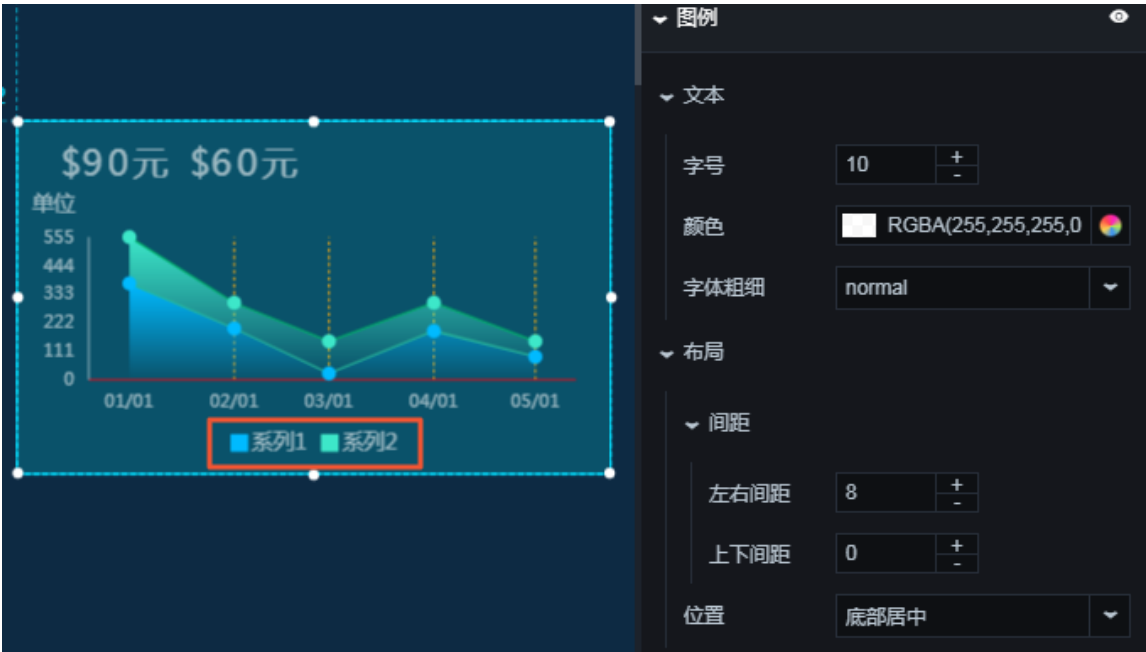 $90元 $60元
单位
555
444
333
222
111
0
01/01 02/01 03/01 04/01 05/01
系列1 系列2
图例
文本
字号 10 + -
颜色 RGBA(255,255,255,0
字体粗细 normal
布局
间距
左右间距 8 + -
上下间距 0 + -
位置 底部居中